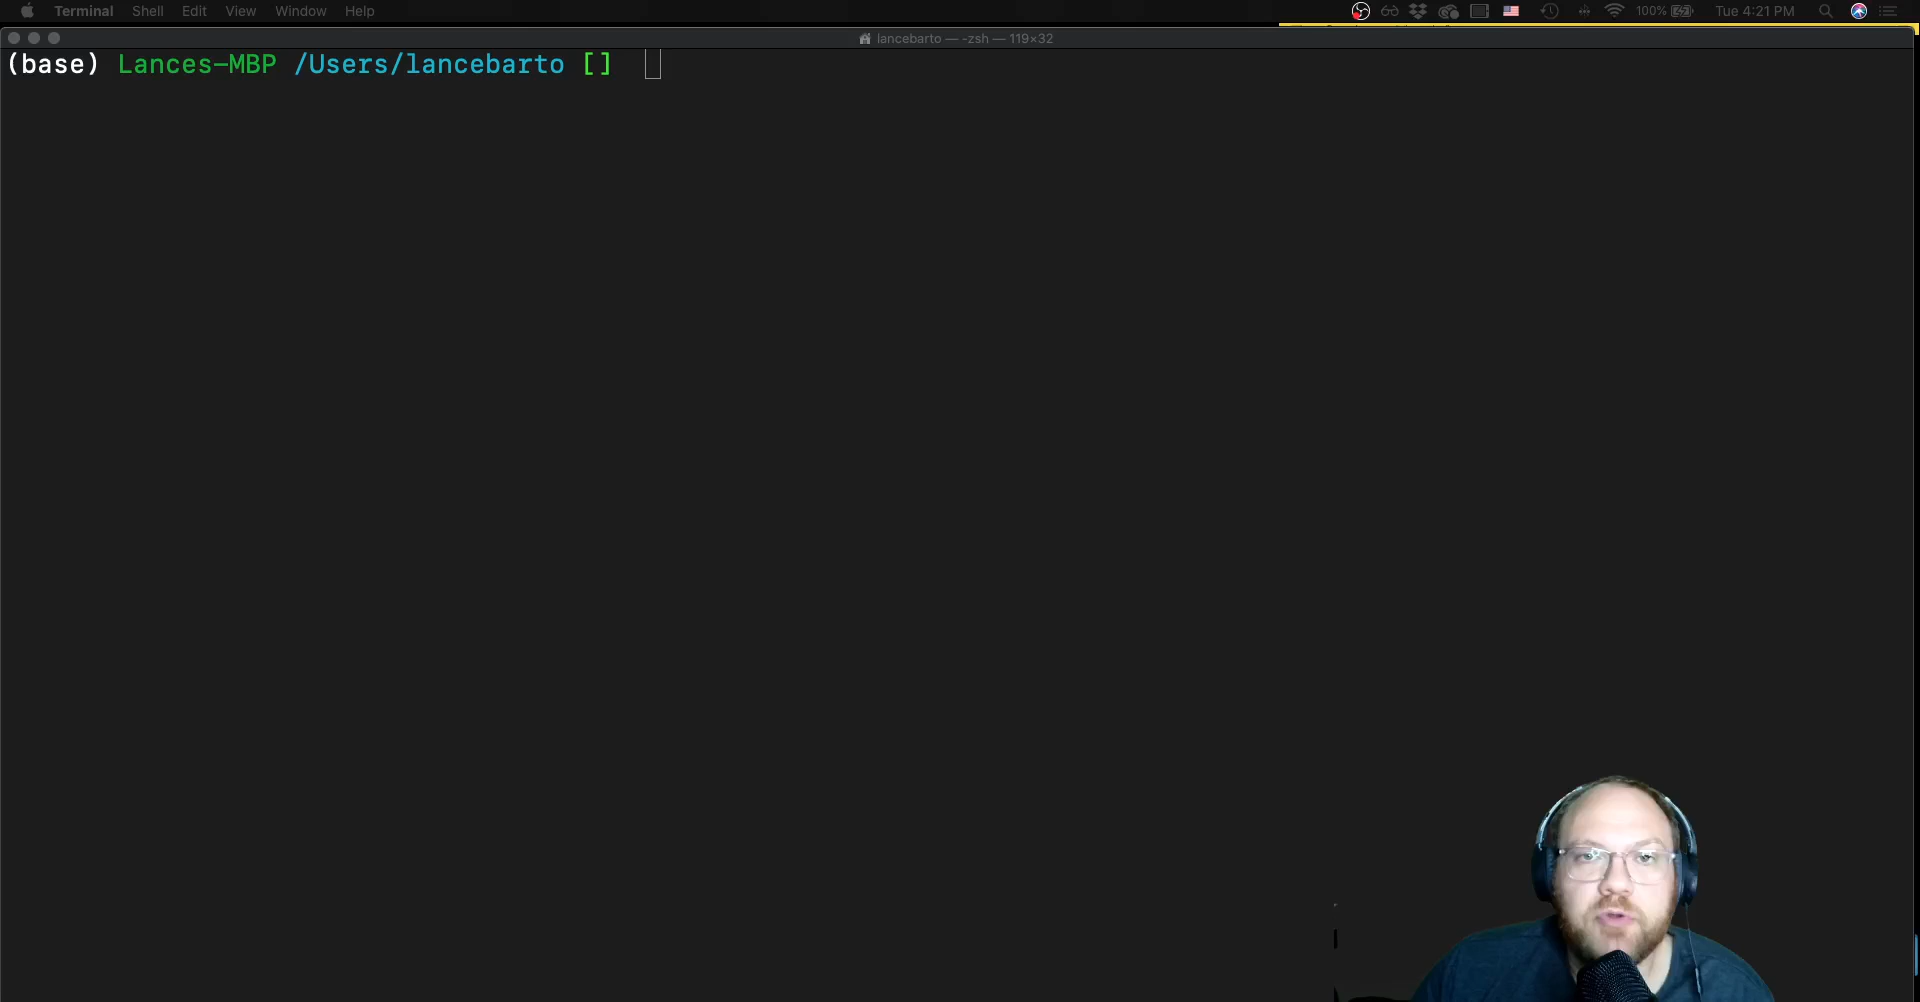 Terminal Shell Edit View Window Help 100% Tue 4:21 PM
lancebarto — -zsh — 119×32
(base) Lances-MBP /Users/lancebarto []